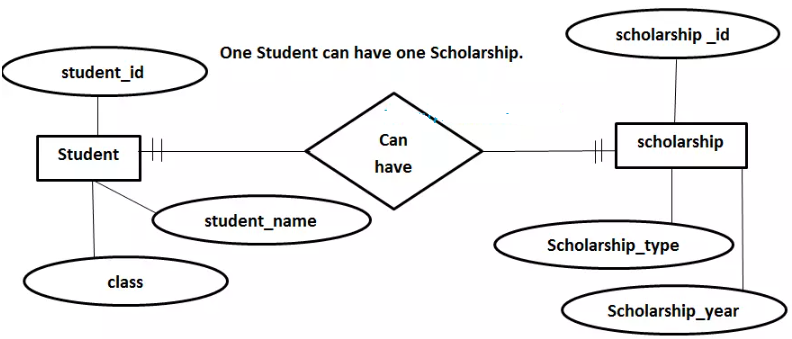 One Student can have one Scholarship.
student_id
scholarship _id
Student
Can
have
scholarship
student_name
Scholarship_type
class
Scholarship_year